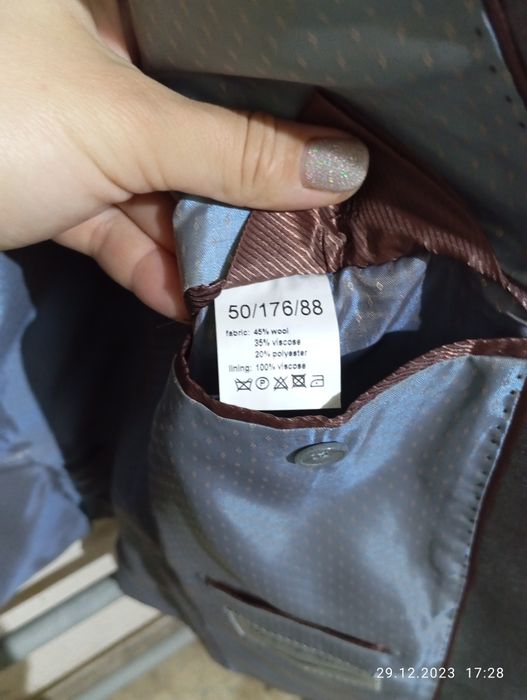 50/176/88
fabric: 45% wool
35% viscose
20% polyester
lining: 100% viscose
P
29.12.2023 17:28